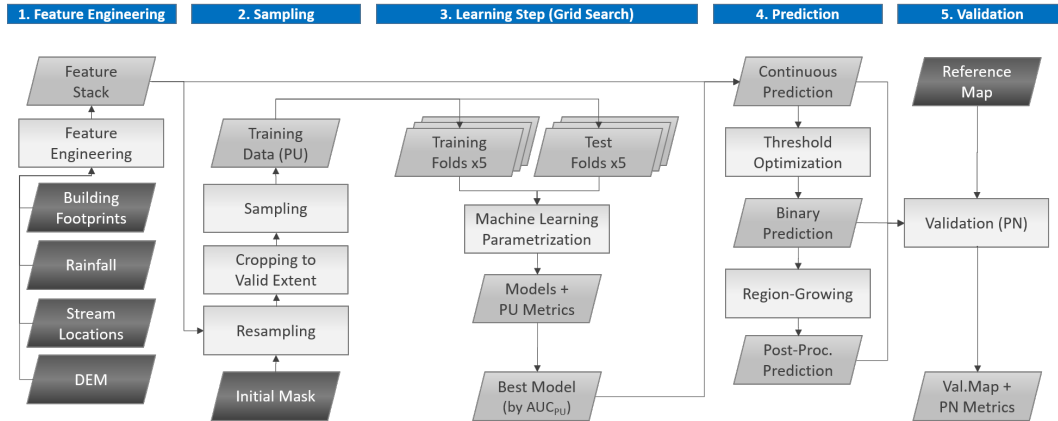 1. Feature Engineering
2. Sampling
3. Learning Step (Grid Search)
4. Prediction
5. Validation
Feature
Stack
Feature
Engineering
Building
Footprints
Rainfall
Stream
Locations
DEM
Training
Data (PU)
Sampling
Cropping to
Valid Extent
Resampling
Initial Mask
Training
Folds x5
Test
Folds x5
Machine Learning
Parametrization
Models +
PU Metrics
Best Model
(by AUCPU)
Continuous
Prediction
Threshold
Optimization
Binary
Prediction
Region-Growing
Post-Proc.
Prediction
Reference
Map
Validation (PN)
Val.Map +
PN Metrics